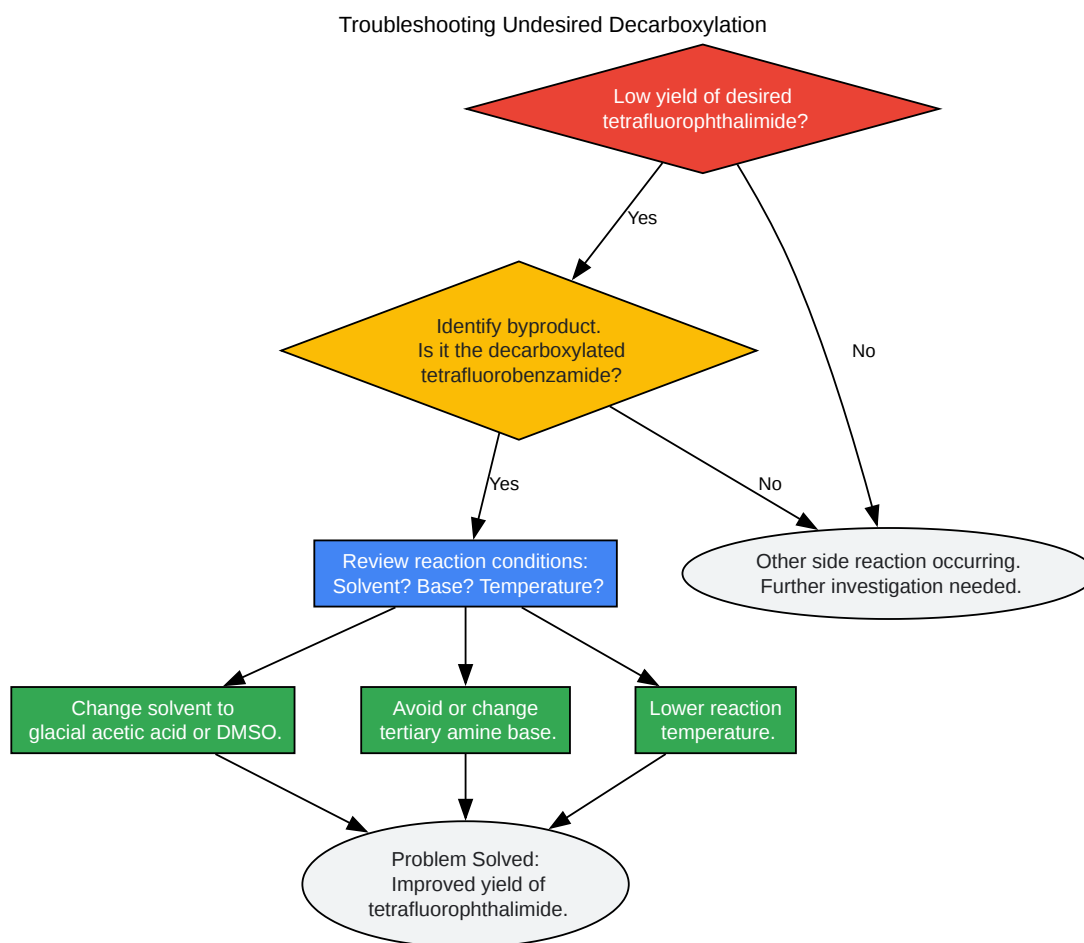 Troubleshooting Undesired Decarboxylation
Low yield of desired
tetrafluorophthalimide?
Yes
No
Identify byproduct.
Is it the decarboxylated
tetrafluorobenzamide?
Yes
No
Review reaction conditions:
Solvent? Base? Temperature?
Other side reaction occurring.
Further investigation needed.
Change solvent to
glacial acetic acid or DMSO.
Avoid or change
tertiary amine base.
Lower reaction
temperature.
Problem Solved:
Improved yield of
tetrafluorophthalimide.